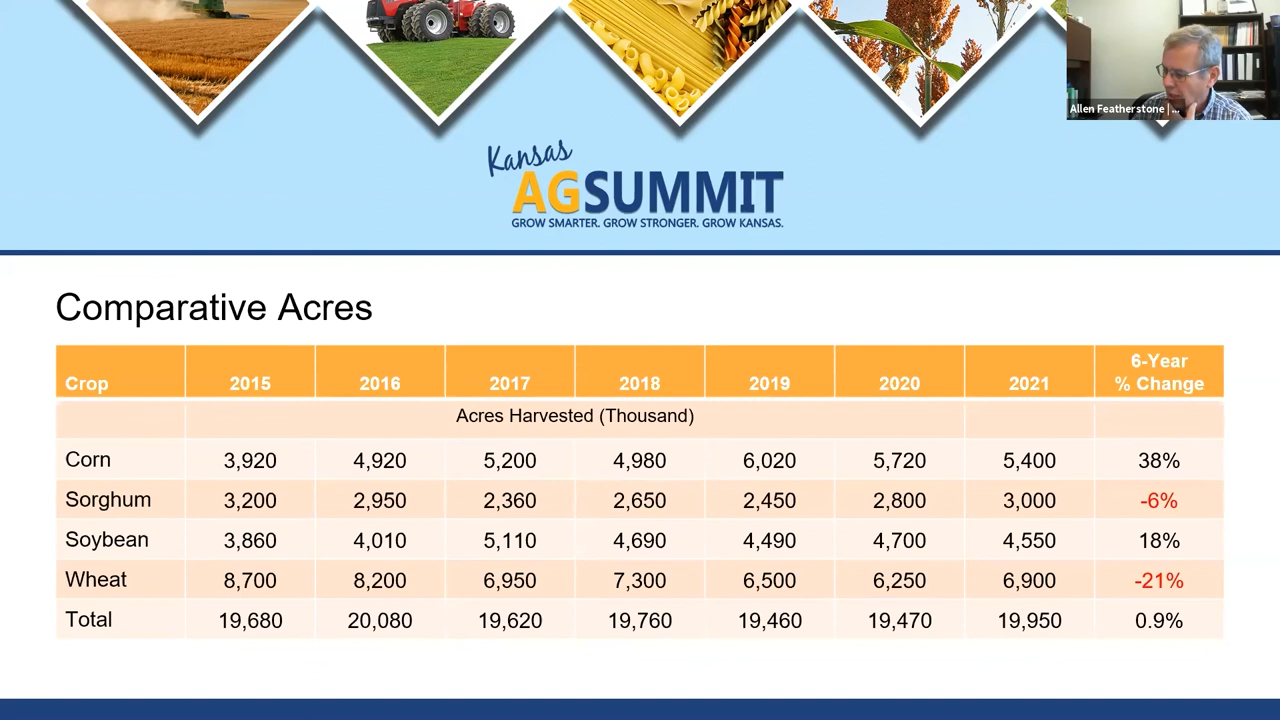 Allen Featherstone | ...
Kansas
AGSUMMIT
GROW SMARTER. GROW STRONGER. GROW KANSAS.
Comparative Acres
Crop 2015 2016 2017 2018 2019 2020 2021 6-Year % Change
Acres Harvested (Thousand)
Corn 3,920 4,920 5,200 4,980 6,020 5,720 5,400 38%
Sorghum 3,200 2,950 2,360 2,650 2,450 2,800 3,000 -6%
Soybean 3,860 4,010 5,110 4,690 4,490 4,700 4,550 18%
Wheat 8,700 8,200 6,950 7,300 6,500 6,250 6,900 -21%
Total 19,680 20,080 19,620 19,760 19,460 19,470 19,950 0.9%